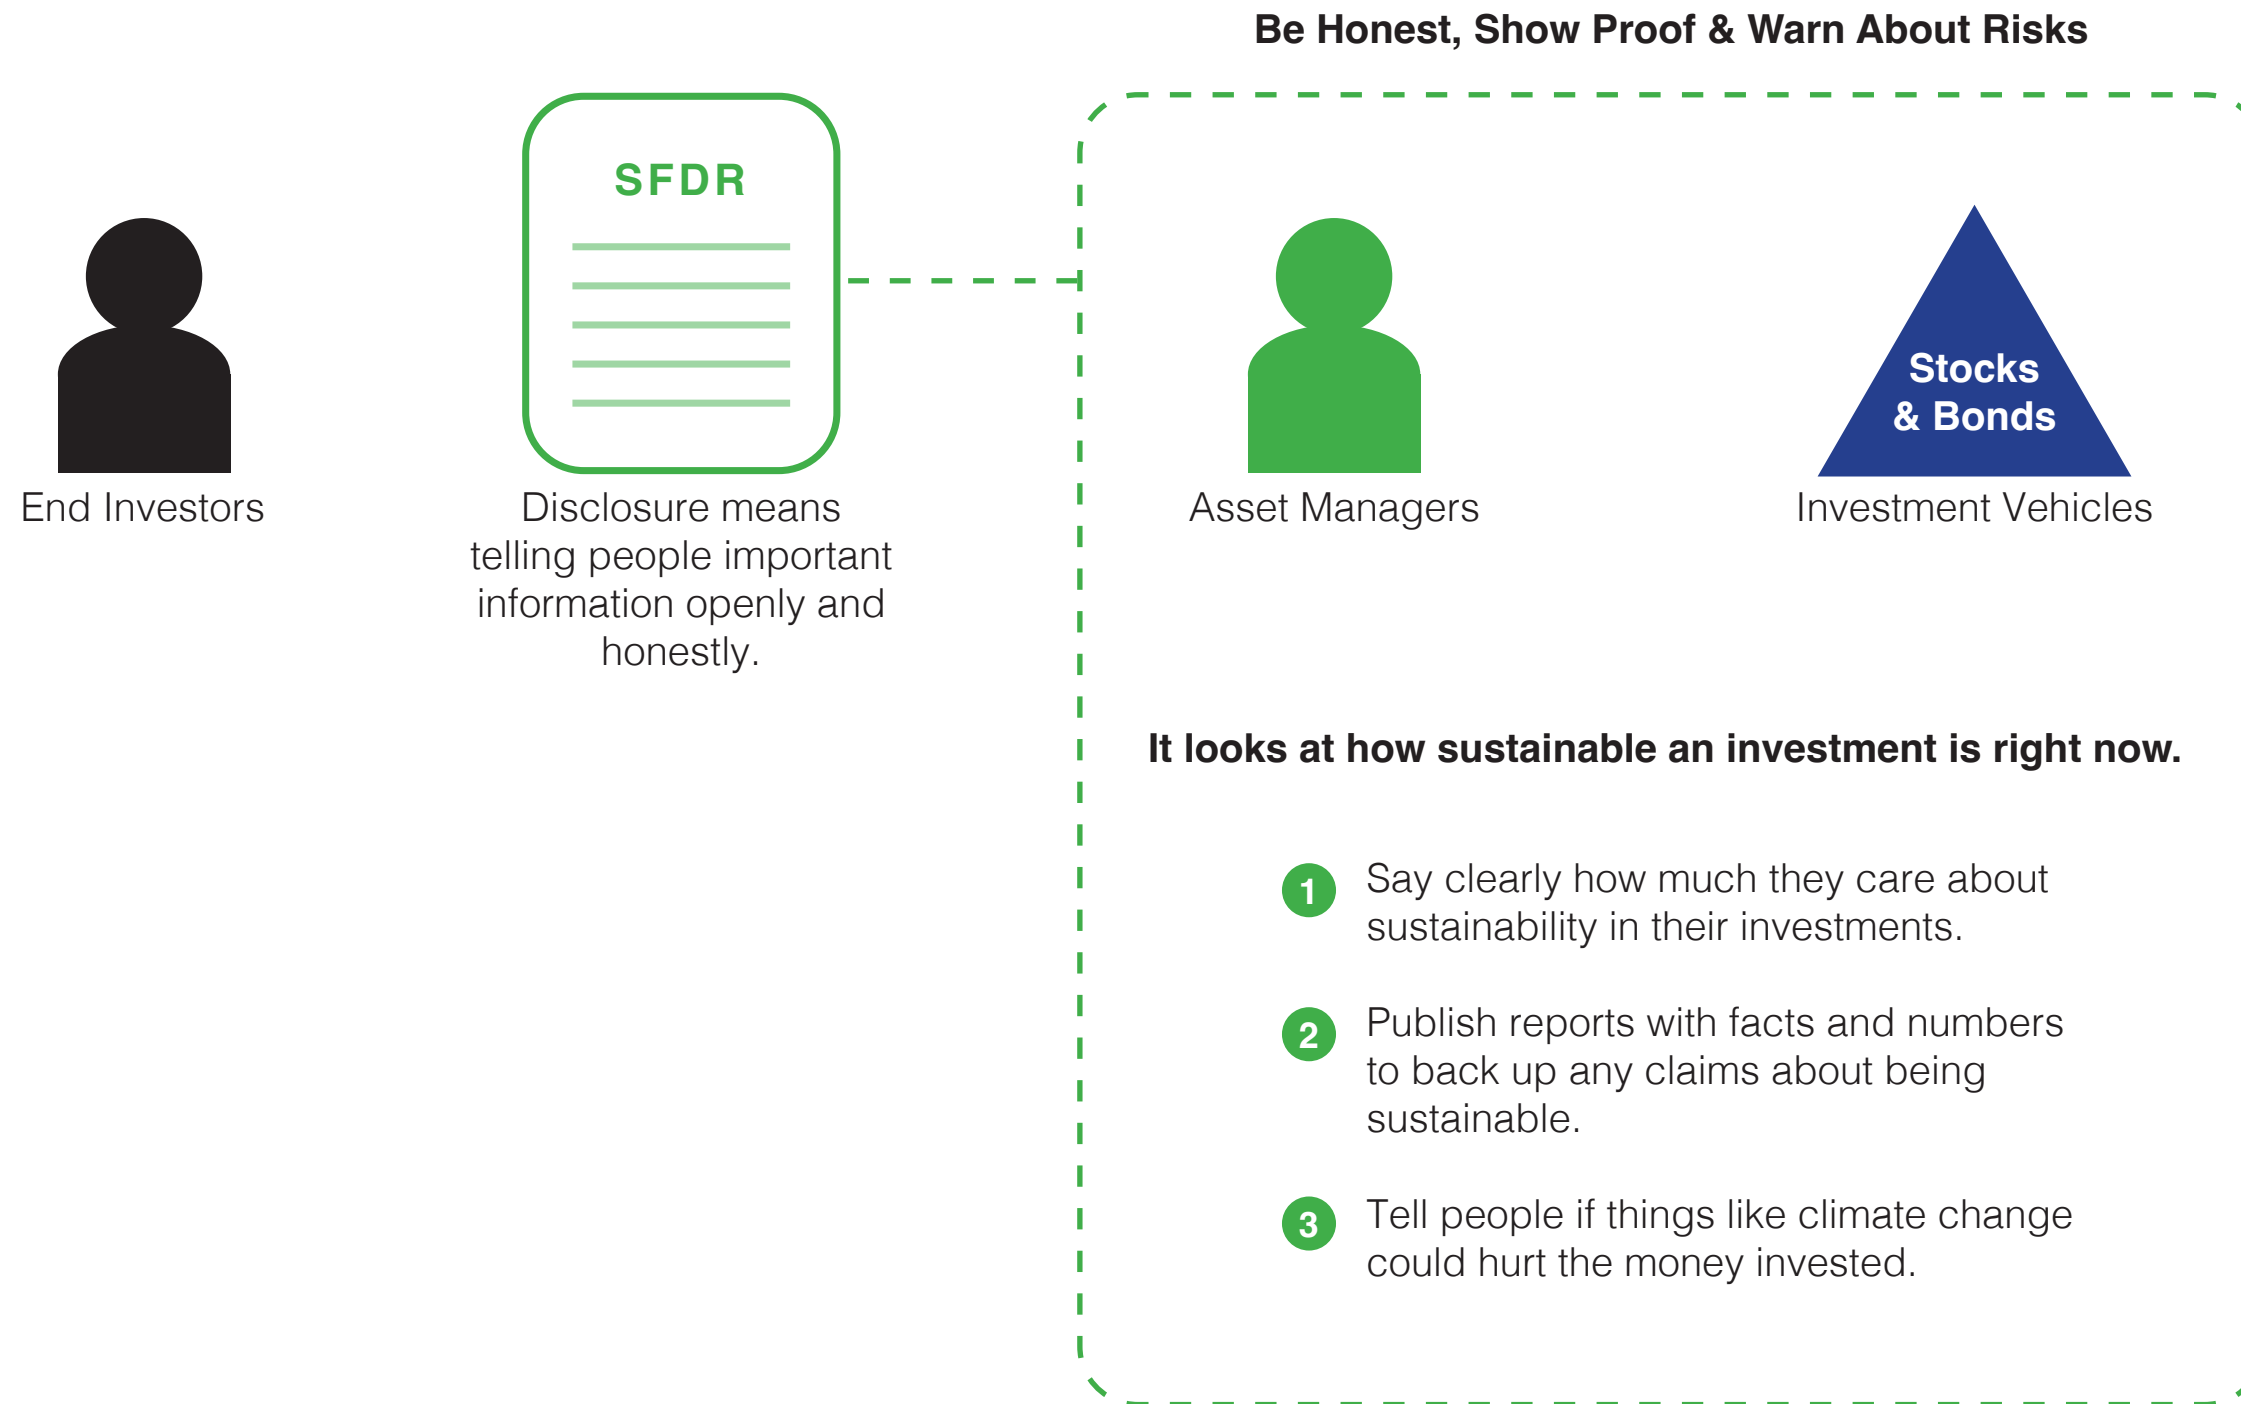 Be Honest, Show Proof & Warn About Risks
SFDR
Stocks
& Bonds
End Investors
Disclosure means
telling people important
information openly and
honestly.
Asset Managers
Investment Vehicles
It looks at how sustainable an investment is right now.
1 Say clearly how much they care about
sustainability in their investments.
2 Publish reports with facts and numbers
to back up any claims about being
sustainable.
3 Tell people if things like climate change
could hurt the money invested.